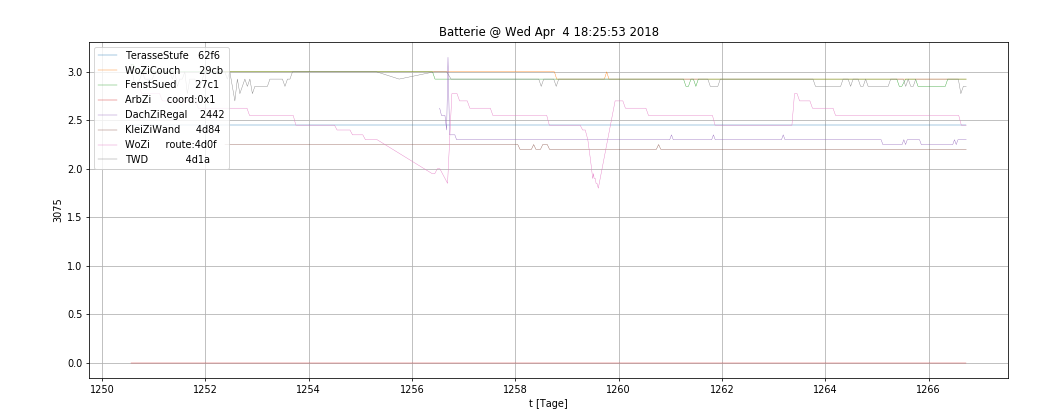 Batterie @ Wed Apr  4 18:25:53 2018
TerasseStufe 62f6
WoZiCouch 29cb
FenstSued 27c1
ArbZi coord:0x1
DachZiRegal 2442
KleiZiWand 4d84
WoZi route:4d0f
TWD 4d1a
3.0
2.5
2.0
1.5
1.0
0.5
0.0
3075
1250 1252 1254 1256 1258 1260 1262 1264 1266
t [Tage]